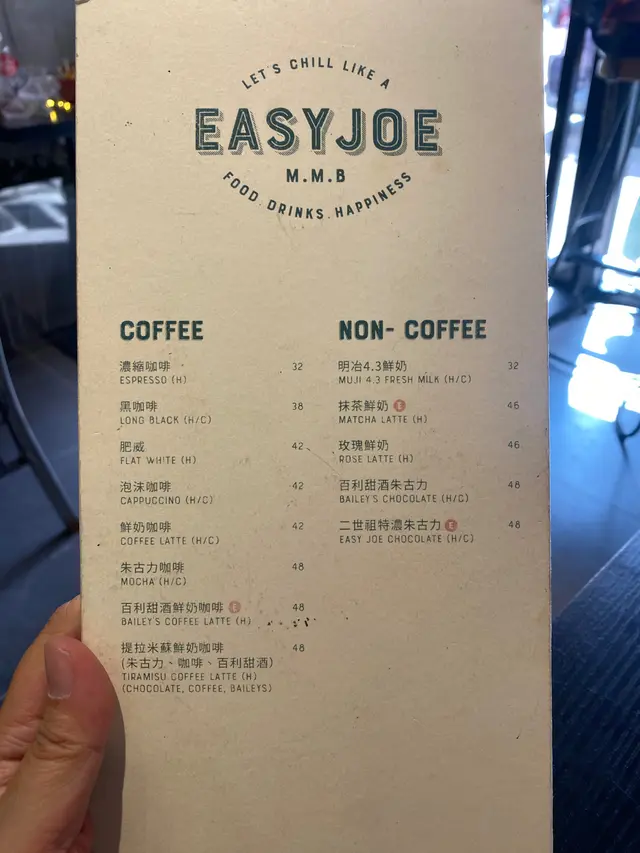 LET'S CHILL LIKE A
EASYJOE
M.M.B
FOOD. DRINKS. HAPPINESS
COFFEE
濃縮咖啡 32
ESPRESSO (H)
黑咖啡 38
LONG BLACK (H/C)
肥威 42
FLAT WHITE (H)
泡沫咖啡 42
CAPPUCCINO (H/C)
鮮奶咖啡 42
COFFEE LATTE (H/C)
朱古力咖啡 48
MOCHA (H/C)
百利甜酒鮮奶咖啡 E 48
BAILEY'S COFFEE LATTE (H)
提拉米蘇鮮奶咖啡 48
(朱古力、咖啡、百利甜酒)
TIRAMISU COFFEE LATTE (H)
(CHOCOLATE, COFFEE, BAILEYS)
NON- COFFEE
明治4.3鮮奶 32
MUJI 4.3 FRESH MILK (H/C)
抹茶鮮奶 E 46
MATCHA LATTE (H)
玫瑰鮮奶 46
ROSE LATTE (H)
百利甜酒朱古力 48
BAILEY'S CHOCOLATE (H/C)
二世祖特濃朱古力 E 48
EASY JOE CHOCOLATE (H/C)